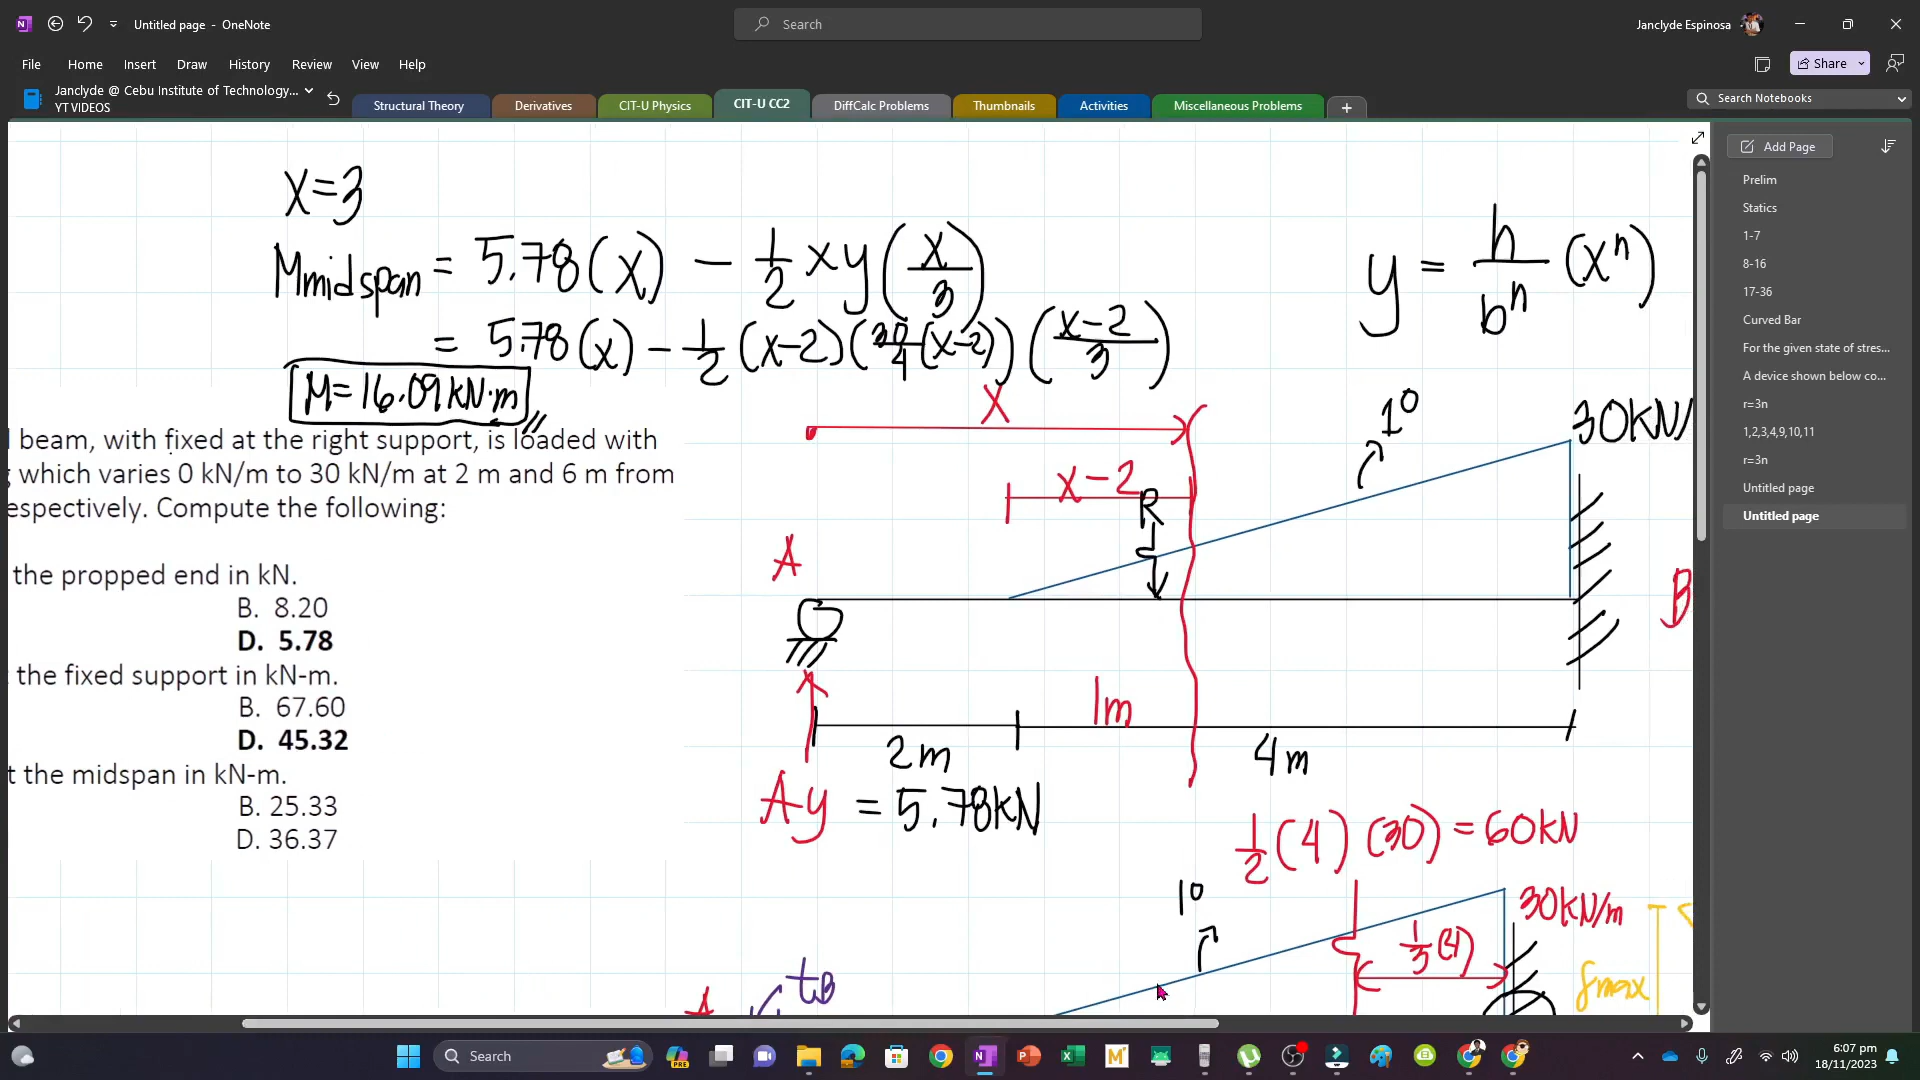 Untitled page - OneNote
Search
Janclyde Espinosa
File Home Insert Draw History Review View Help
Share
Janclyde @ Cebu Institute of Technology...
YT VIDEOS
Structural Theory
Derivatives
CIT-U Physics
CIT-U CC2
DiffCalc Problems
Thumbnails
Activities
Miscellaneous Problems
+
Search Notebooks
Add Page
Prelim
Statics
1-7
8-16
17-36
Curved Bar
For the given state of stres...
A device shown below co...
r=3n
1,2,3,4,9,10,11
r=3n
Untitled page
Untitled page
x=3
Mmidspan = 5.78(x) - 1/2 xy(x/3)
= 5.78(x) - 1/2 (x-2)(30/4(x-2))(x-2/3)
M= 16.09kN·m
y = h/b^n (x^n)
l beam, with fixed at the right support, is loaded with
which varies 0 kN/m to 30 kN/m at 2 m and 6 m from
espectively. Compute the following:
the propped end in kN.
B. 8.20
D. 5.78
the fixed support in kN-m.
B. 67.60
D. 45.32
t the midspan in kN-m.
B. 25.33
D. 36.37
x
x-2
R
1°
30KN/
A
B
1m
2m
4m
Ay = 5.78kN
1/2 (4) (30) = 60kN
1°
30kN/m
1/3(4)
A
tB
8max
Search
PRE
6:07 pm
18/11/2023